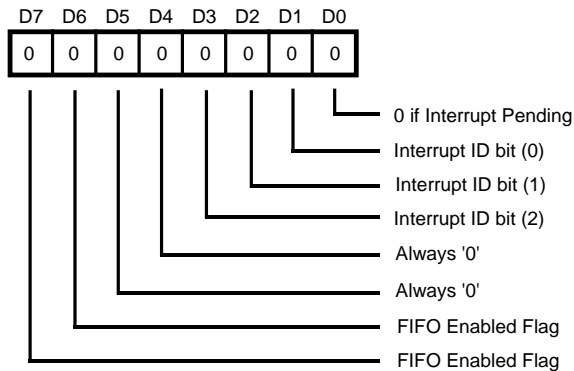 D7 D6 D5 D4 D3 D2 D1 D0
0 0 0 0 0 0 0 0
0 if Interrupt Pending
Interrupt ID bit (0)
Interrupt ID bit (1)
Interrupt ID bit (2)
Always '0'
Always '0'
FIFO Enabled Flag
FIFO Enabled Flag